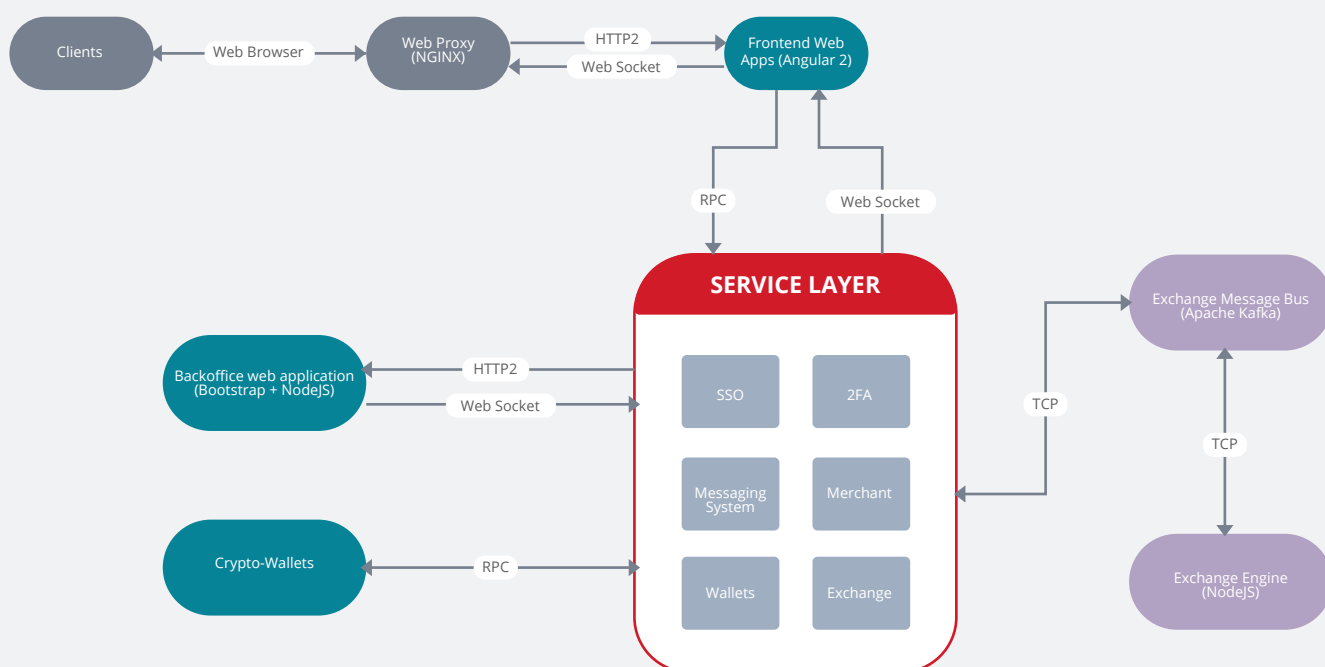 Clients
Web Browser
Web Proxy
(NGINX)
HTTP2
Web Socket
Frontend Web
Apps (Angular 2)
RPC
Web Socket
SERVICE LAYER
SSO
2FA
Messaging
System
Merchant
Wallets
Exchange
Backoffice web application
(Bootstrap + NodeJS)
HTTP2
Web Socket
Crypto-Wallets
RPC
TCP
Exchange Message Bus
(Apache Kafka)
TCP
Exchange Engine
(NodeJS)